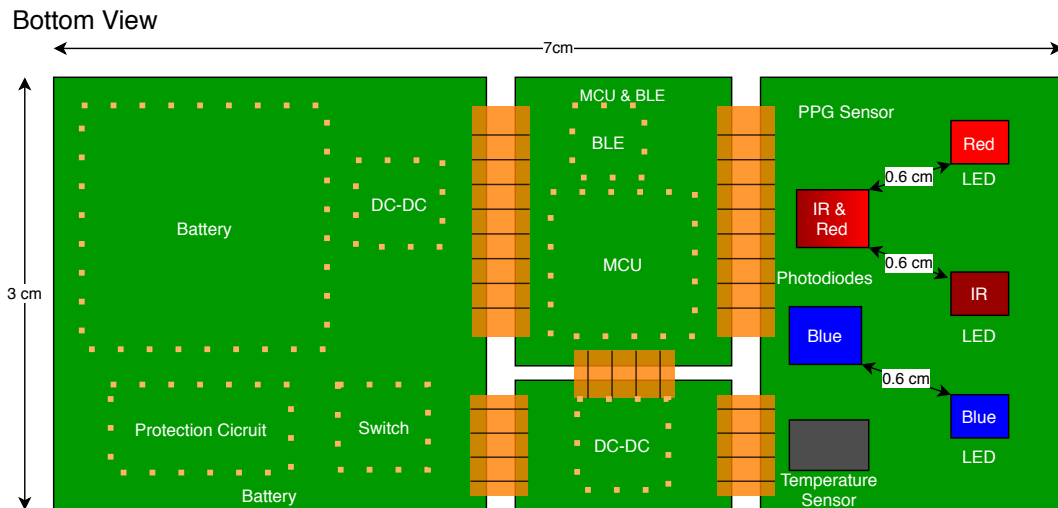 Bottom View
7cm
3 cm
MCU & BLE
BLE
PPG Sensor
Red
LED
0.6 cm
DC-DC
Battery
IR &
Red
0.6 cm
MCU
Photodiodes
IR
LED
Blue
0.6 cm
Blue
LED
Protection Cicruit
Switch
DC-DC
Temperature
Sensor
Battery